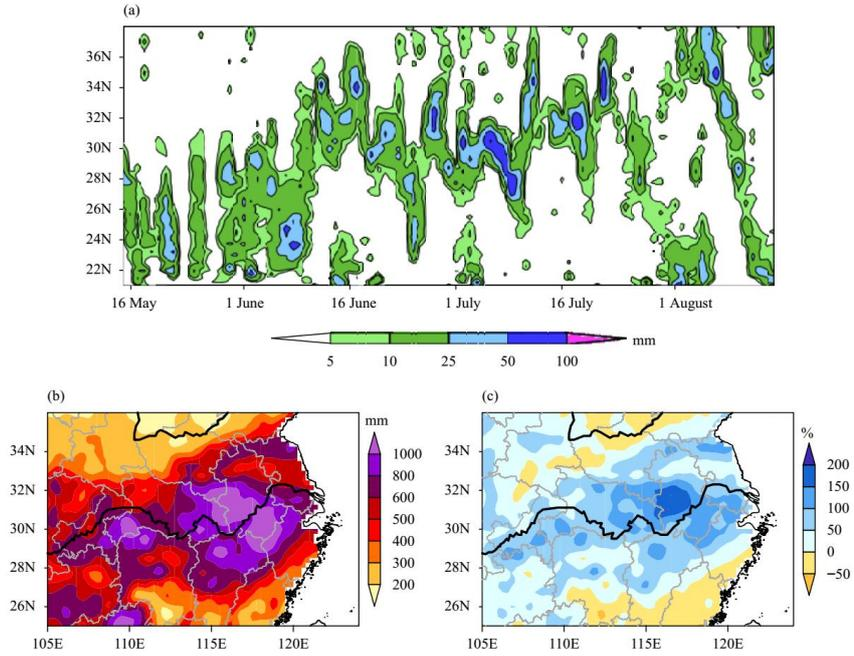 (a)
36N
34N
32N
30N
28N
26N
24N
22N
16 May 1 June 16 June 1 July 16 July 1 August
mm
5 10 25 50 100
(b)
mm
1000
800
600
500
400
300
200
34N
32N
30N
28N
26N
105E 110E 115E 120E
(c)
%
200
150
100
50
0
−50
34N
32N
30N
28N
26N
105E 110E 115E 120E